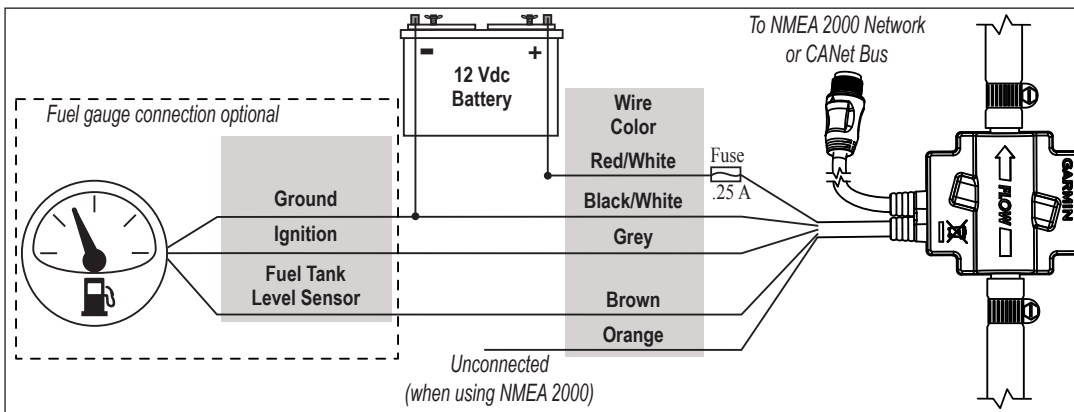 Fuel gauge connection optional
Ground
Ignition
Fuel Tank
Level Sensor
-
+
12 Vdc
Battery
Wire
Color
Red/White
Black/White
Grey
Brown
Orange
Fuse
.25 A
Unconnected
(when using NMEA 2000)
To NMEA 2000 Network
or CANet Bus
FLOW
GARMIN